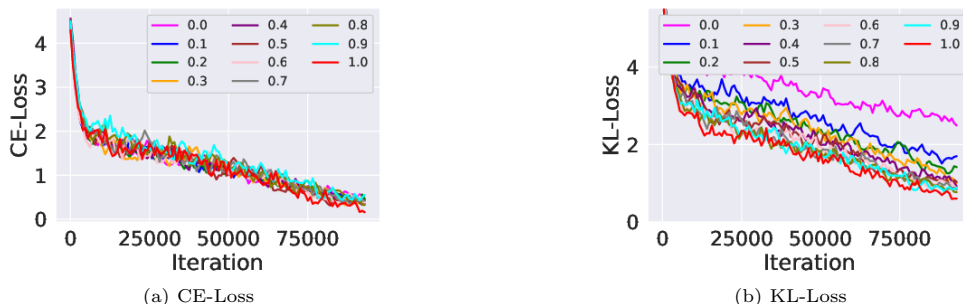 0.0 0.4 0.8
0.1 0.5 0.9
0.2 0.6 1.0
0.3 0.7
CE-Loss
4
3
2
1
0
0 25000 50000 75000
Iteration
(a) CE-Loss
0.0 0.3 0.6 0.9
0.1 0.4 0.7 1.0
0.2 0.5 0.8
KL-Loss
4
2
0
0 25000 50000 75000
Iteration
(b) KL-Loss